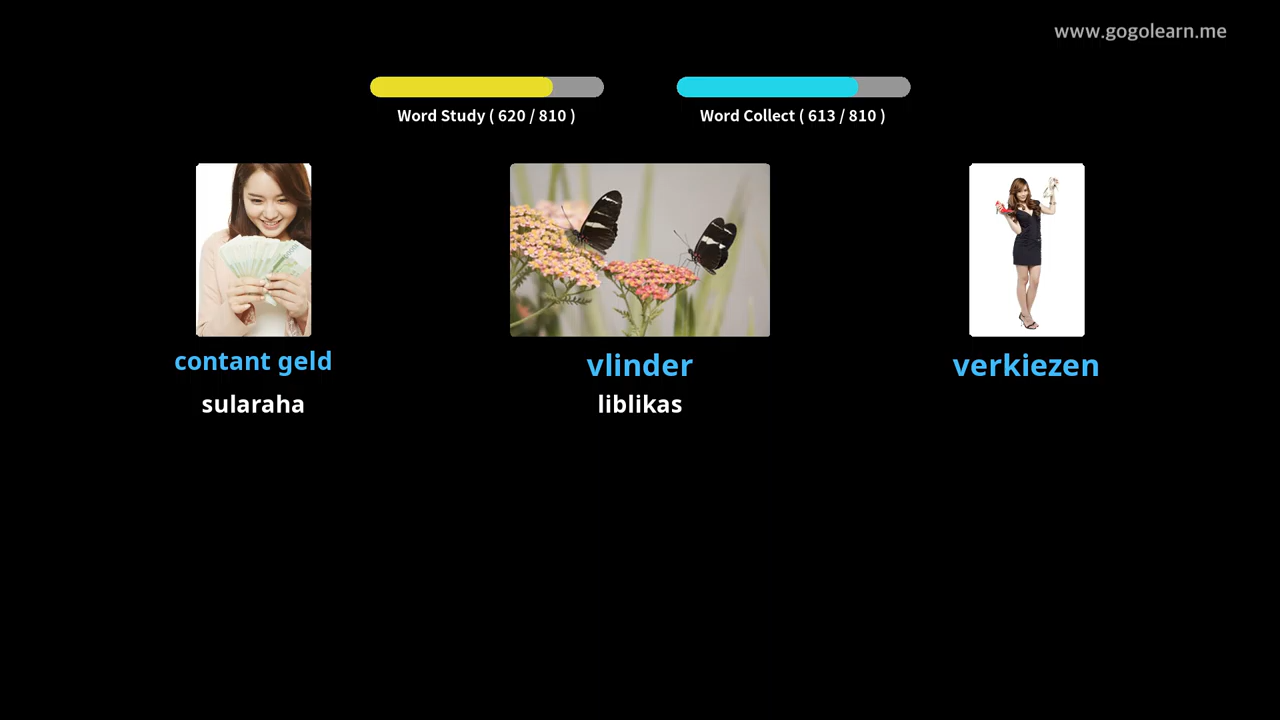 www.gogolearn.me
Word Study ( 620 / 810 )
Word Collect ( 613 / 810 )
contant geld
vlinder
verkiezen
sularaha
liblikas